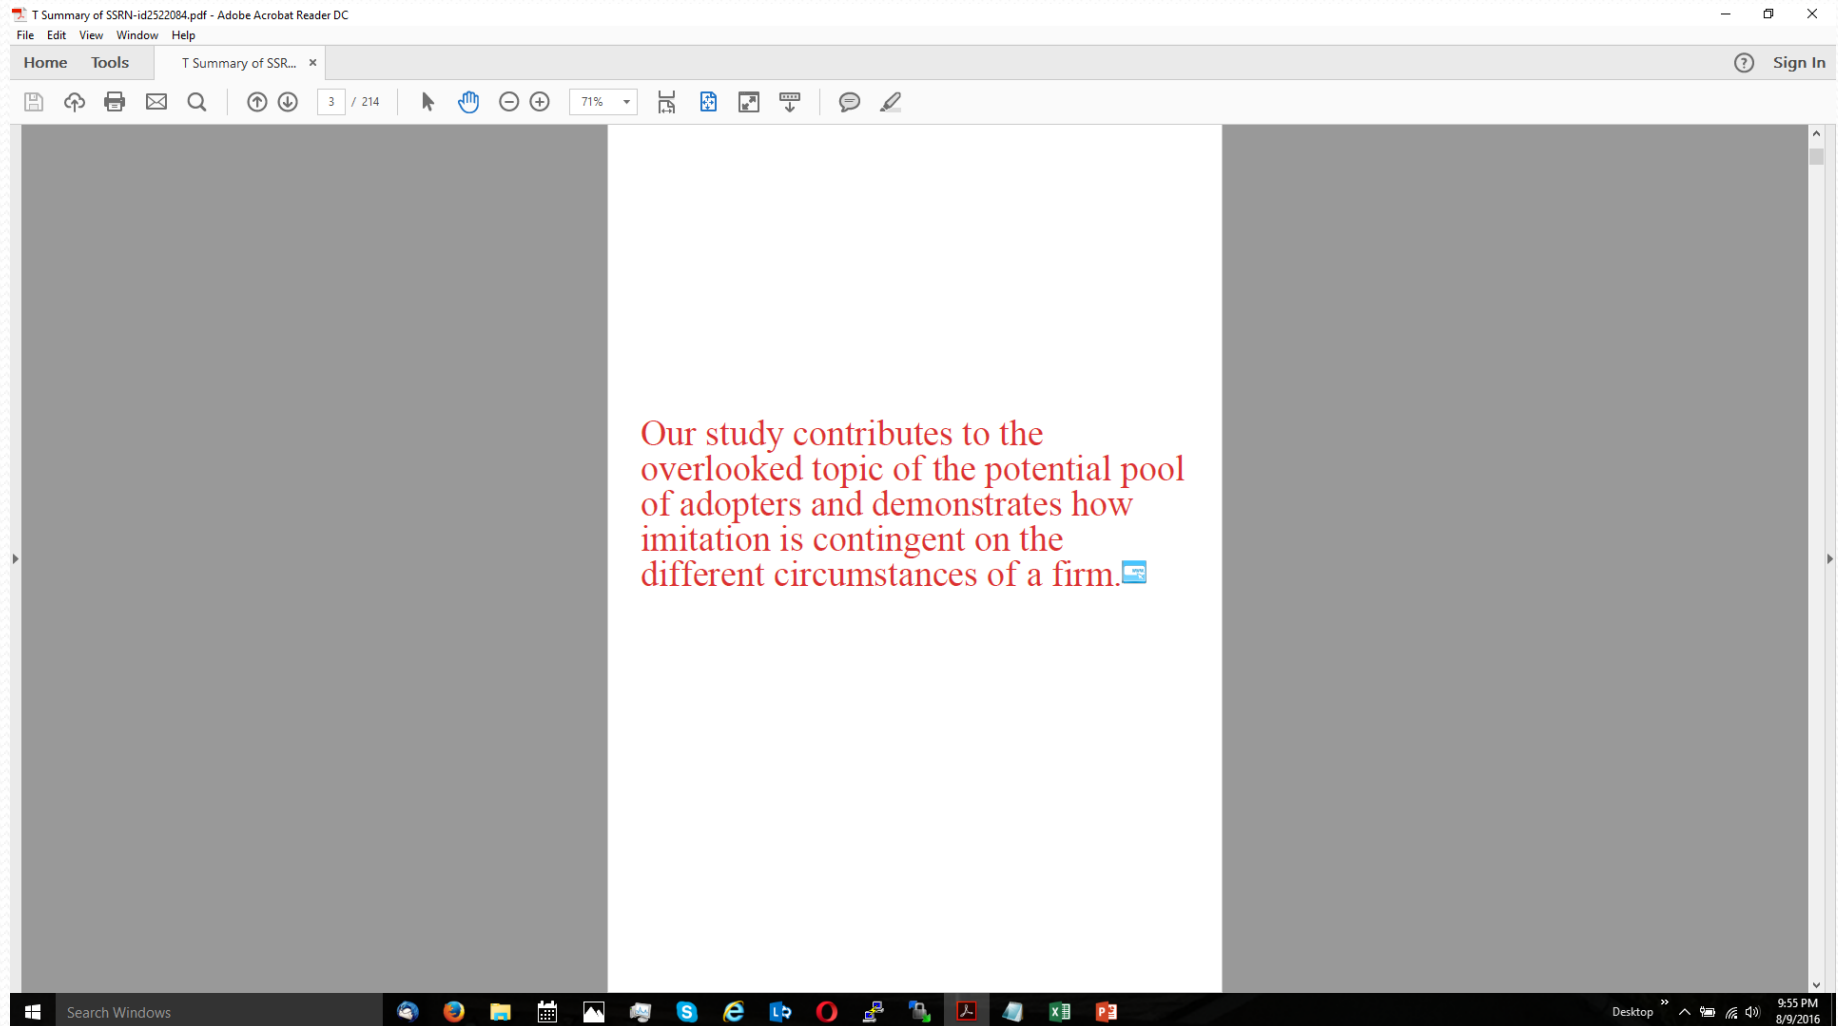 T Summary of SSRN-id2522084.pdf - Adobe Acrobat Reader DC
File Edit View Window Help
Home Tools T Summary of SSR... × ? Sign In
3 / 214 71%
Our study contributes to the
overlooked topic of the potential pool
of adopters and demonstrates how
imitation is contingent on the
different circumstances of a firm.
Search Windows
Desktop
9:55 PM
8/9/2016